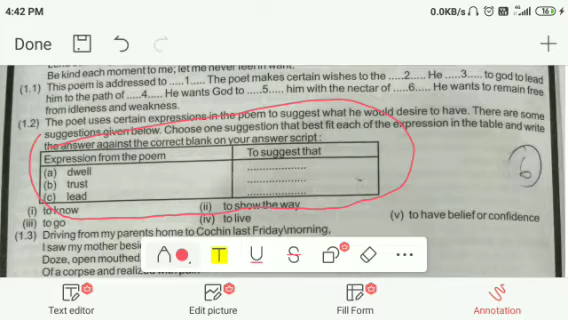 4:42 PM 0.0KB/s 16
Done
Be kind each moment to me; let me never feel in want.
(1.1) This poem is addressed to .....1..... The poet makes certain wishes to the .....2..... He .....3..... to god to lead
him to the path of .....4..... He wants God to .....5..... him with the nectar of .....6..... He wants to remain free
from idleness and weakness.
(1.2) The poet uses certain expressions in the poem to suggest what he would desire to have. There are some
suggestions given below. Choose one suggestion that best fit each of the expression in the table and write
the answer against the correct blank on your answer script :
Expression from the poem To suggest that
(a) dwell ..................
(b) trust ..................
(c) lead ..................
6
(i) to know (ii) to show the way
(iii) to go (iv) to live (v) to have belief or confidence
(1.3) Driving from my parents home to Cochin last Friday\morning,
I saw my mother besi
Doze, open mouthed
Of a corpse and realized with pain
A T U S
Text editor Edit picture Fill Form Annotation